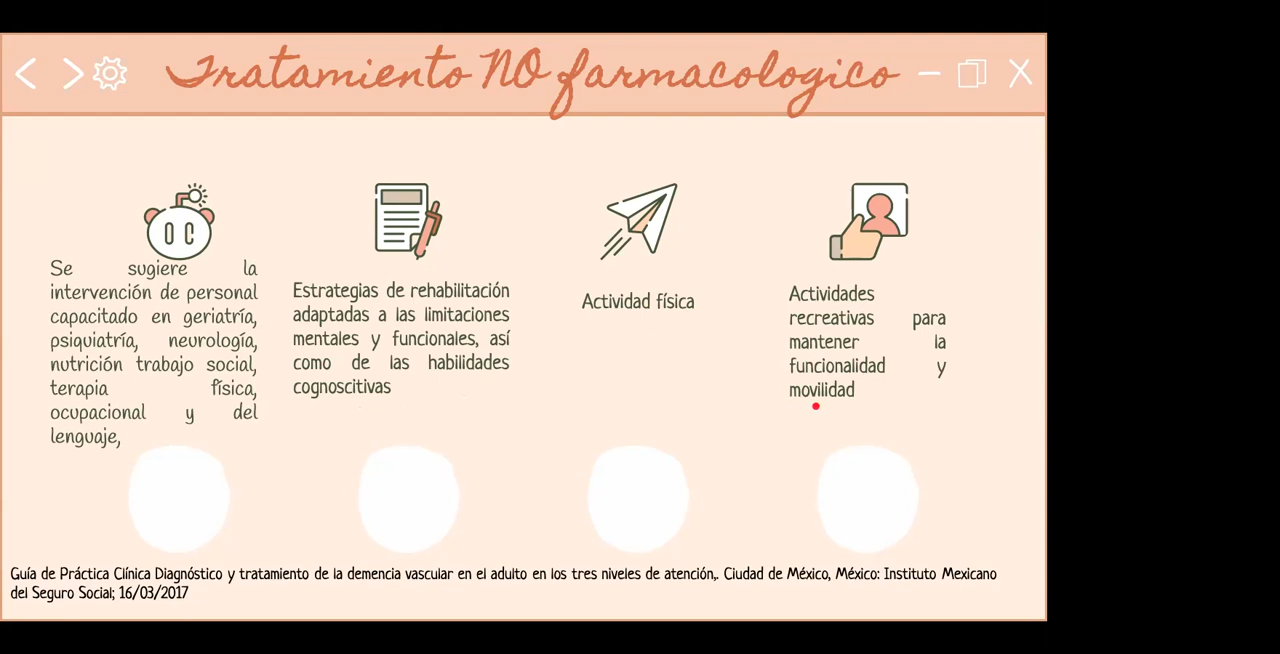 Tratamiento NO farmacologico
Se sugiere la
intervención de personal
capacitado en geriatría,
psiquiatría, neurología,
nutrición trabajo social,
terapia física,
ocupacional y del
lenguaje,
Estrategias de rehabilitación
adaptadas a las limitaciones
mentales y funcionales, así
como de las habilidades
cognoscitivas
Actividad física
Actividades
recreativas para
mantener la
funcionalidad y
movilidad
Guía de Práctica Clínica Diagnóstico y tratamiento de la demencia vascular en el adulto en los tres niveles de atención,. Ciudad de México, México: Instituto Mexicano
del Seguro Social; 16/03/2017